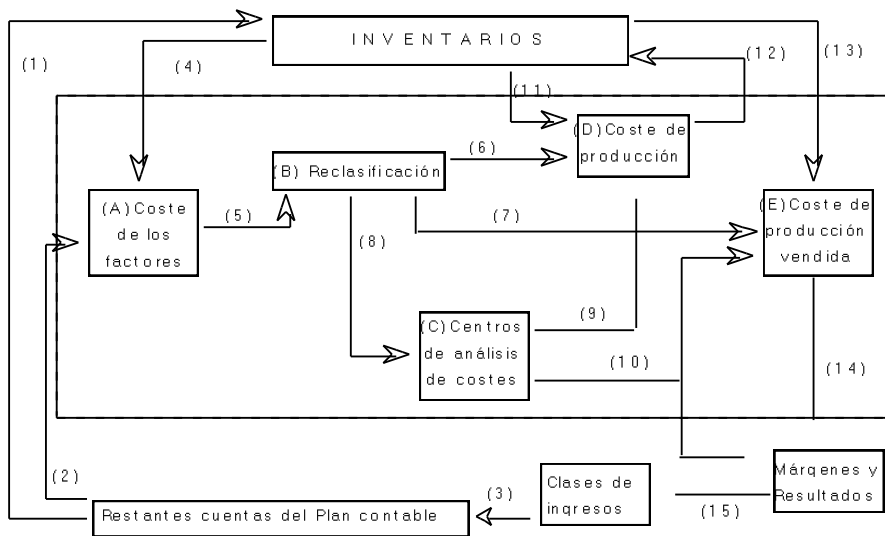 INVENTARIOS
(1)
(4)
(12)
(13)
(11)
(D)Coste de
producción
(6)
(B) Reclasificación
(A)Coste
de los
factores
(5)
(7)
(E)Coste de
producción
vendida
(8)
(C)Centros
de análisis
de costes
(9)
(10)
(14)
(2)
Restantes cuentas del Plan contable
(3)
Clases de
ingresos
(15)
Márgenes y
Resultados